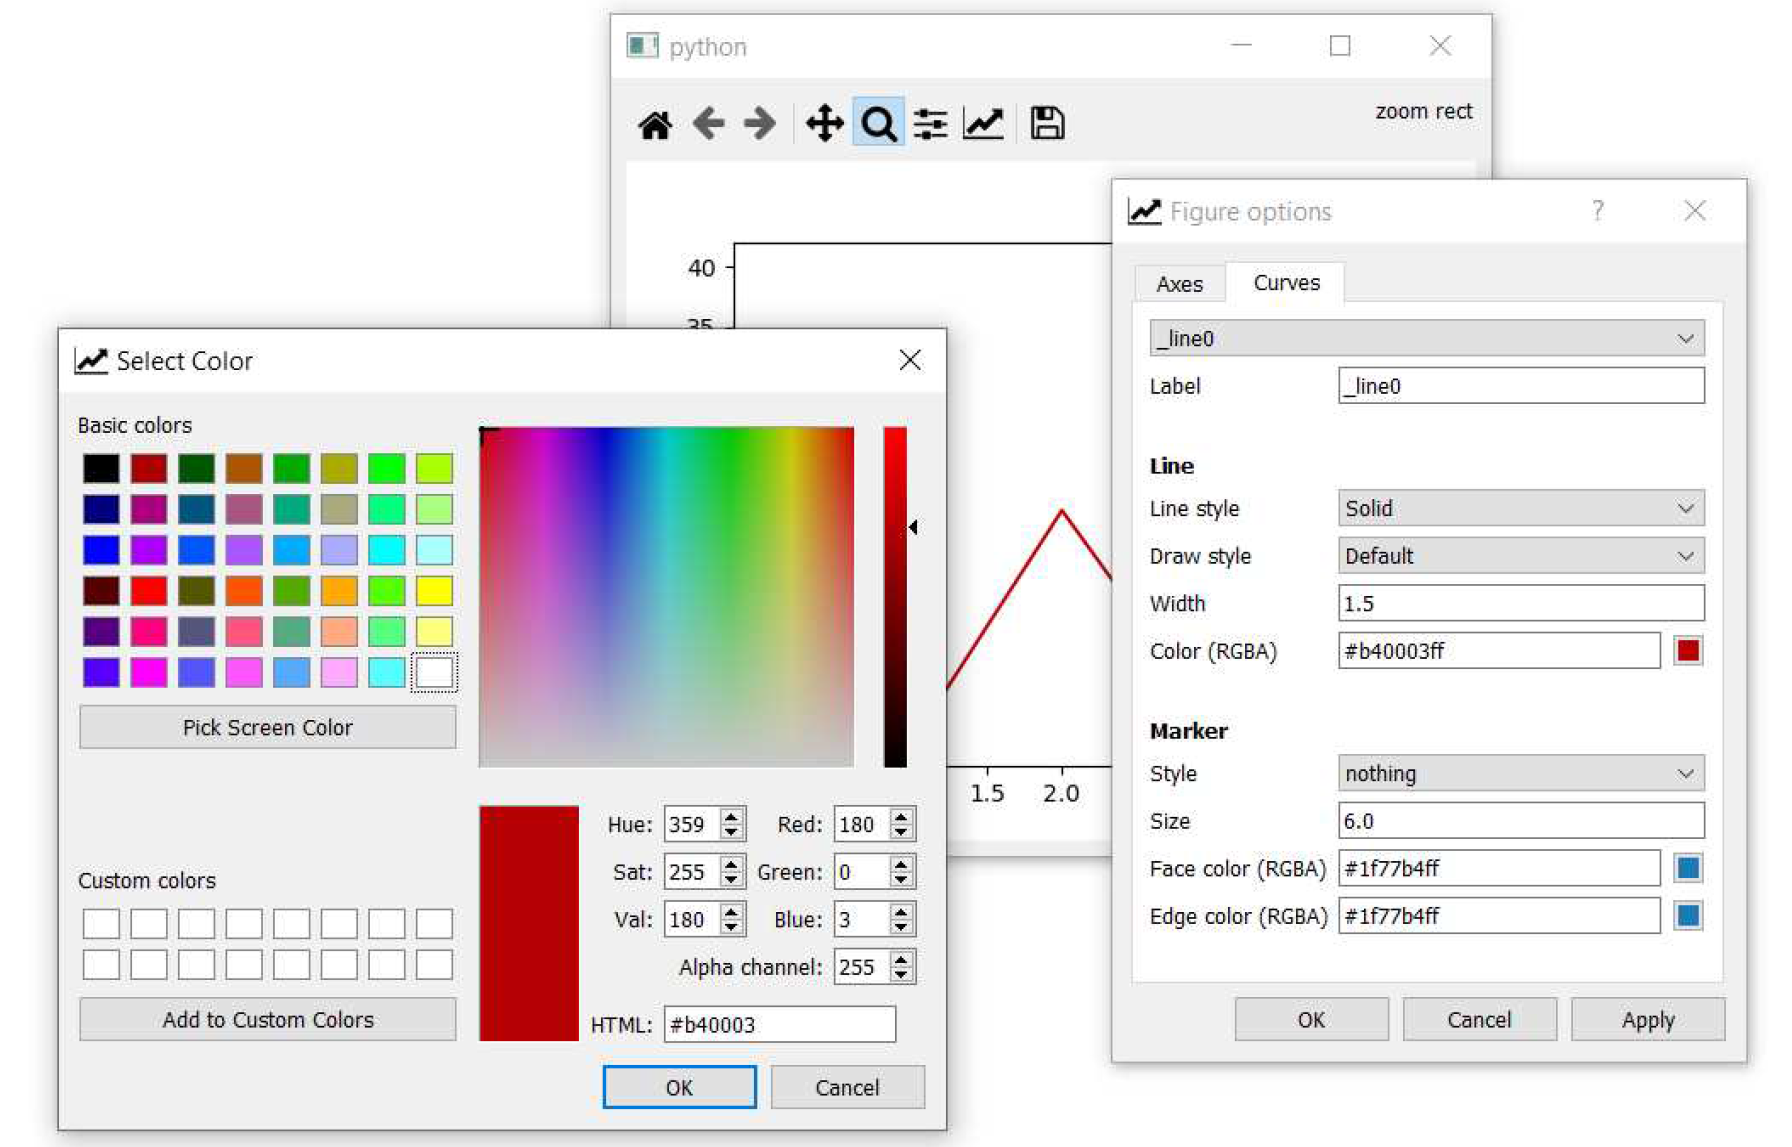 python
zoom rect
40
35
1.5 2.0
Figure options
?
Axes Curves
_line0
Label _line0
Line
Line style Solid
Draw style Default
Width 1.5
Color (RGBA) #b40003ff
Marker
Style nothing
Size 6.0
Face color (RGBA) #1f77b4ff
Edge color (RGBA) #1f77b4ff
OK Cancel Apply
Select Color
Basic colors
Pick Screen Color
Custom colors
Add to Custom Colors
Hue: 359 Red: 180
Sat: 255 Green: 0
Val: 180 Blue: 3
Alpha channel: 255
HTML: #b40003
OK Cancel